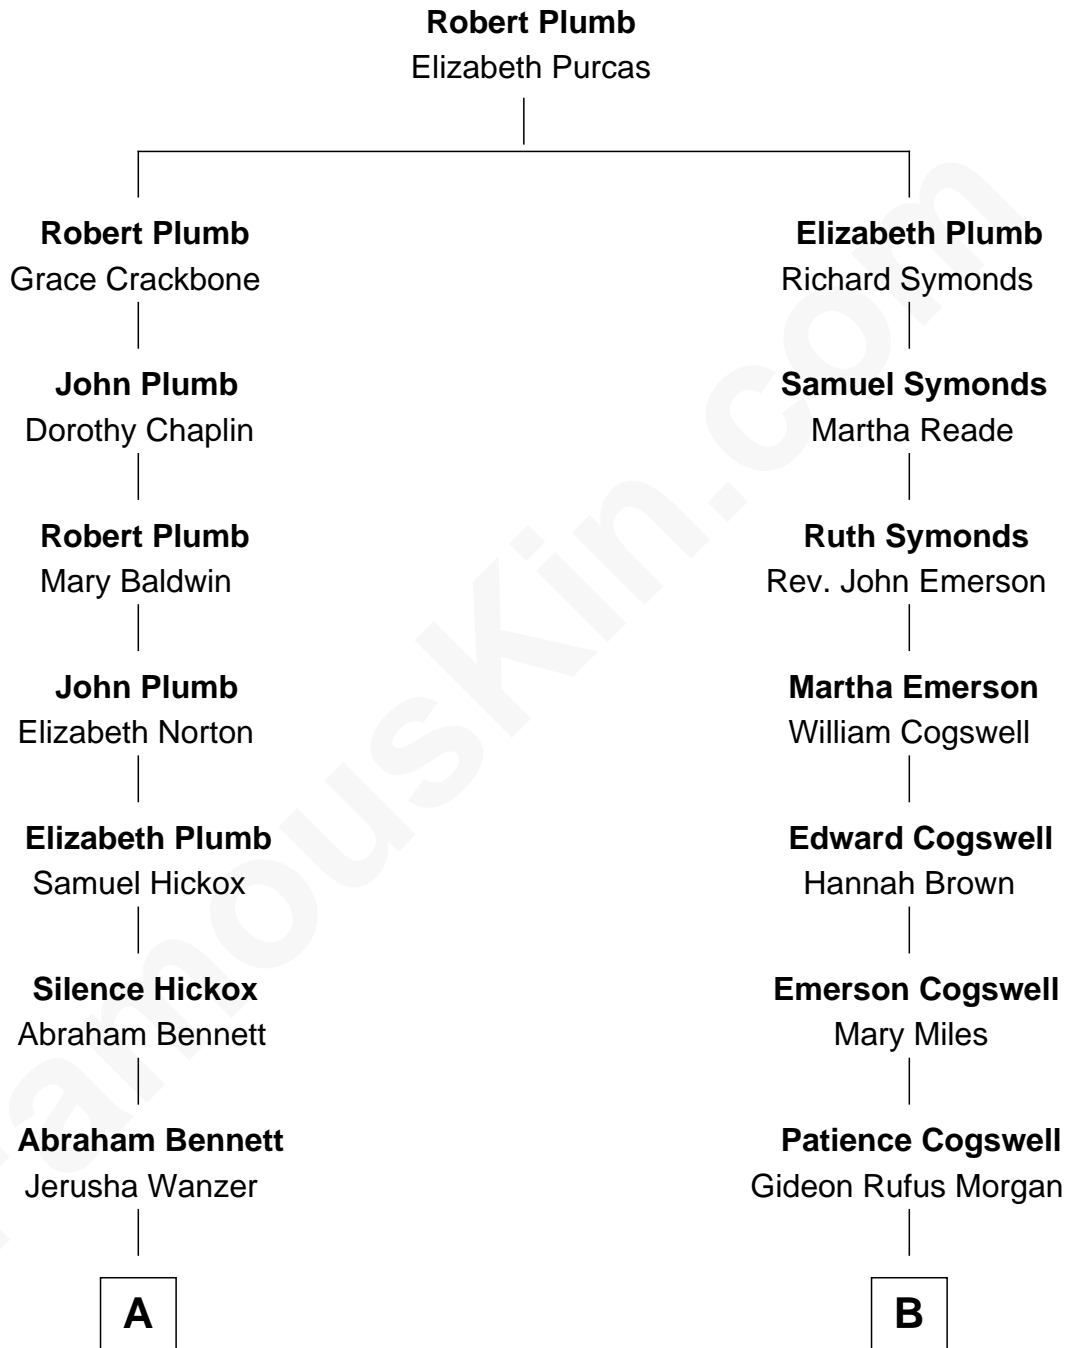 Robert Plumb
Elizabeth Purcas
Robert Plumb
Grace Crackbone
John Plumb
Dorothy Chaplin
Robert Plumb
Mary Baldwin
John Plumb
Elizabeth Norton
Elizabeth Plumb
Samuel Hickox
Silence Hickox
Abraham Bennett
Abraham Bennett
Jerusha Wanzer
A
Elizabeth Plumb
Richard Symonds
Samuel Symonds
Martha Reade
Ruth Symonds
Rev. John Emerson
Martha Emerson
William Cogswell
Edward Cogswell
Hannah Brown
Emerson Cogswell
Mary Miles
Patience Cogswell
Gideon Rufus Morgan
B
FamousKin.com